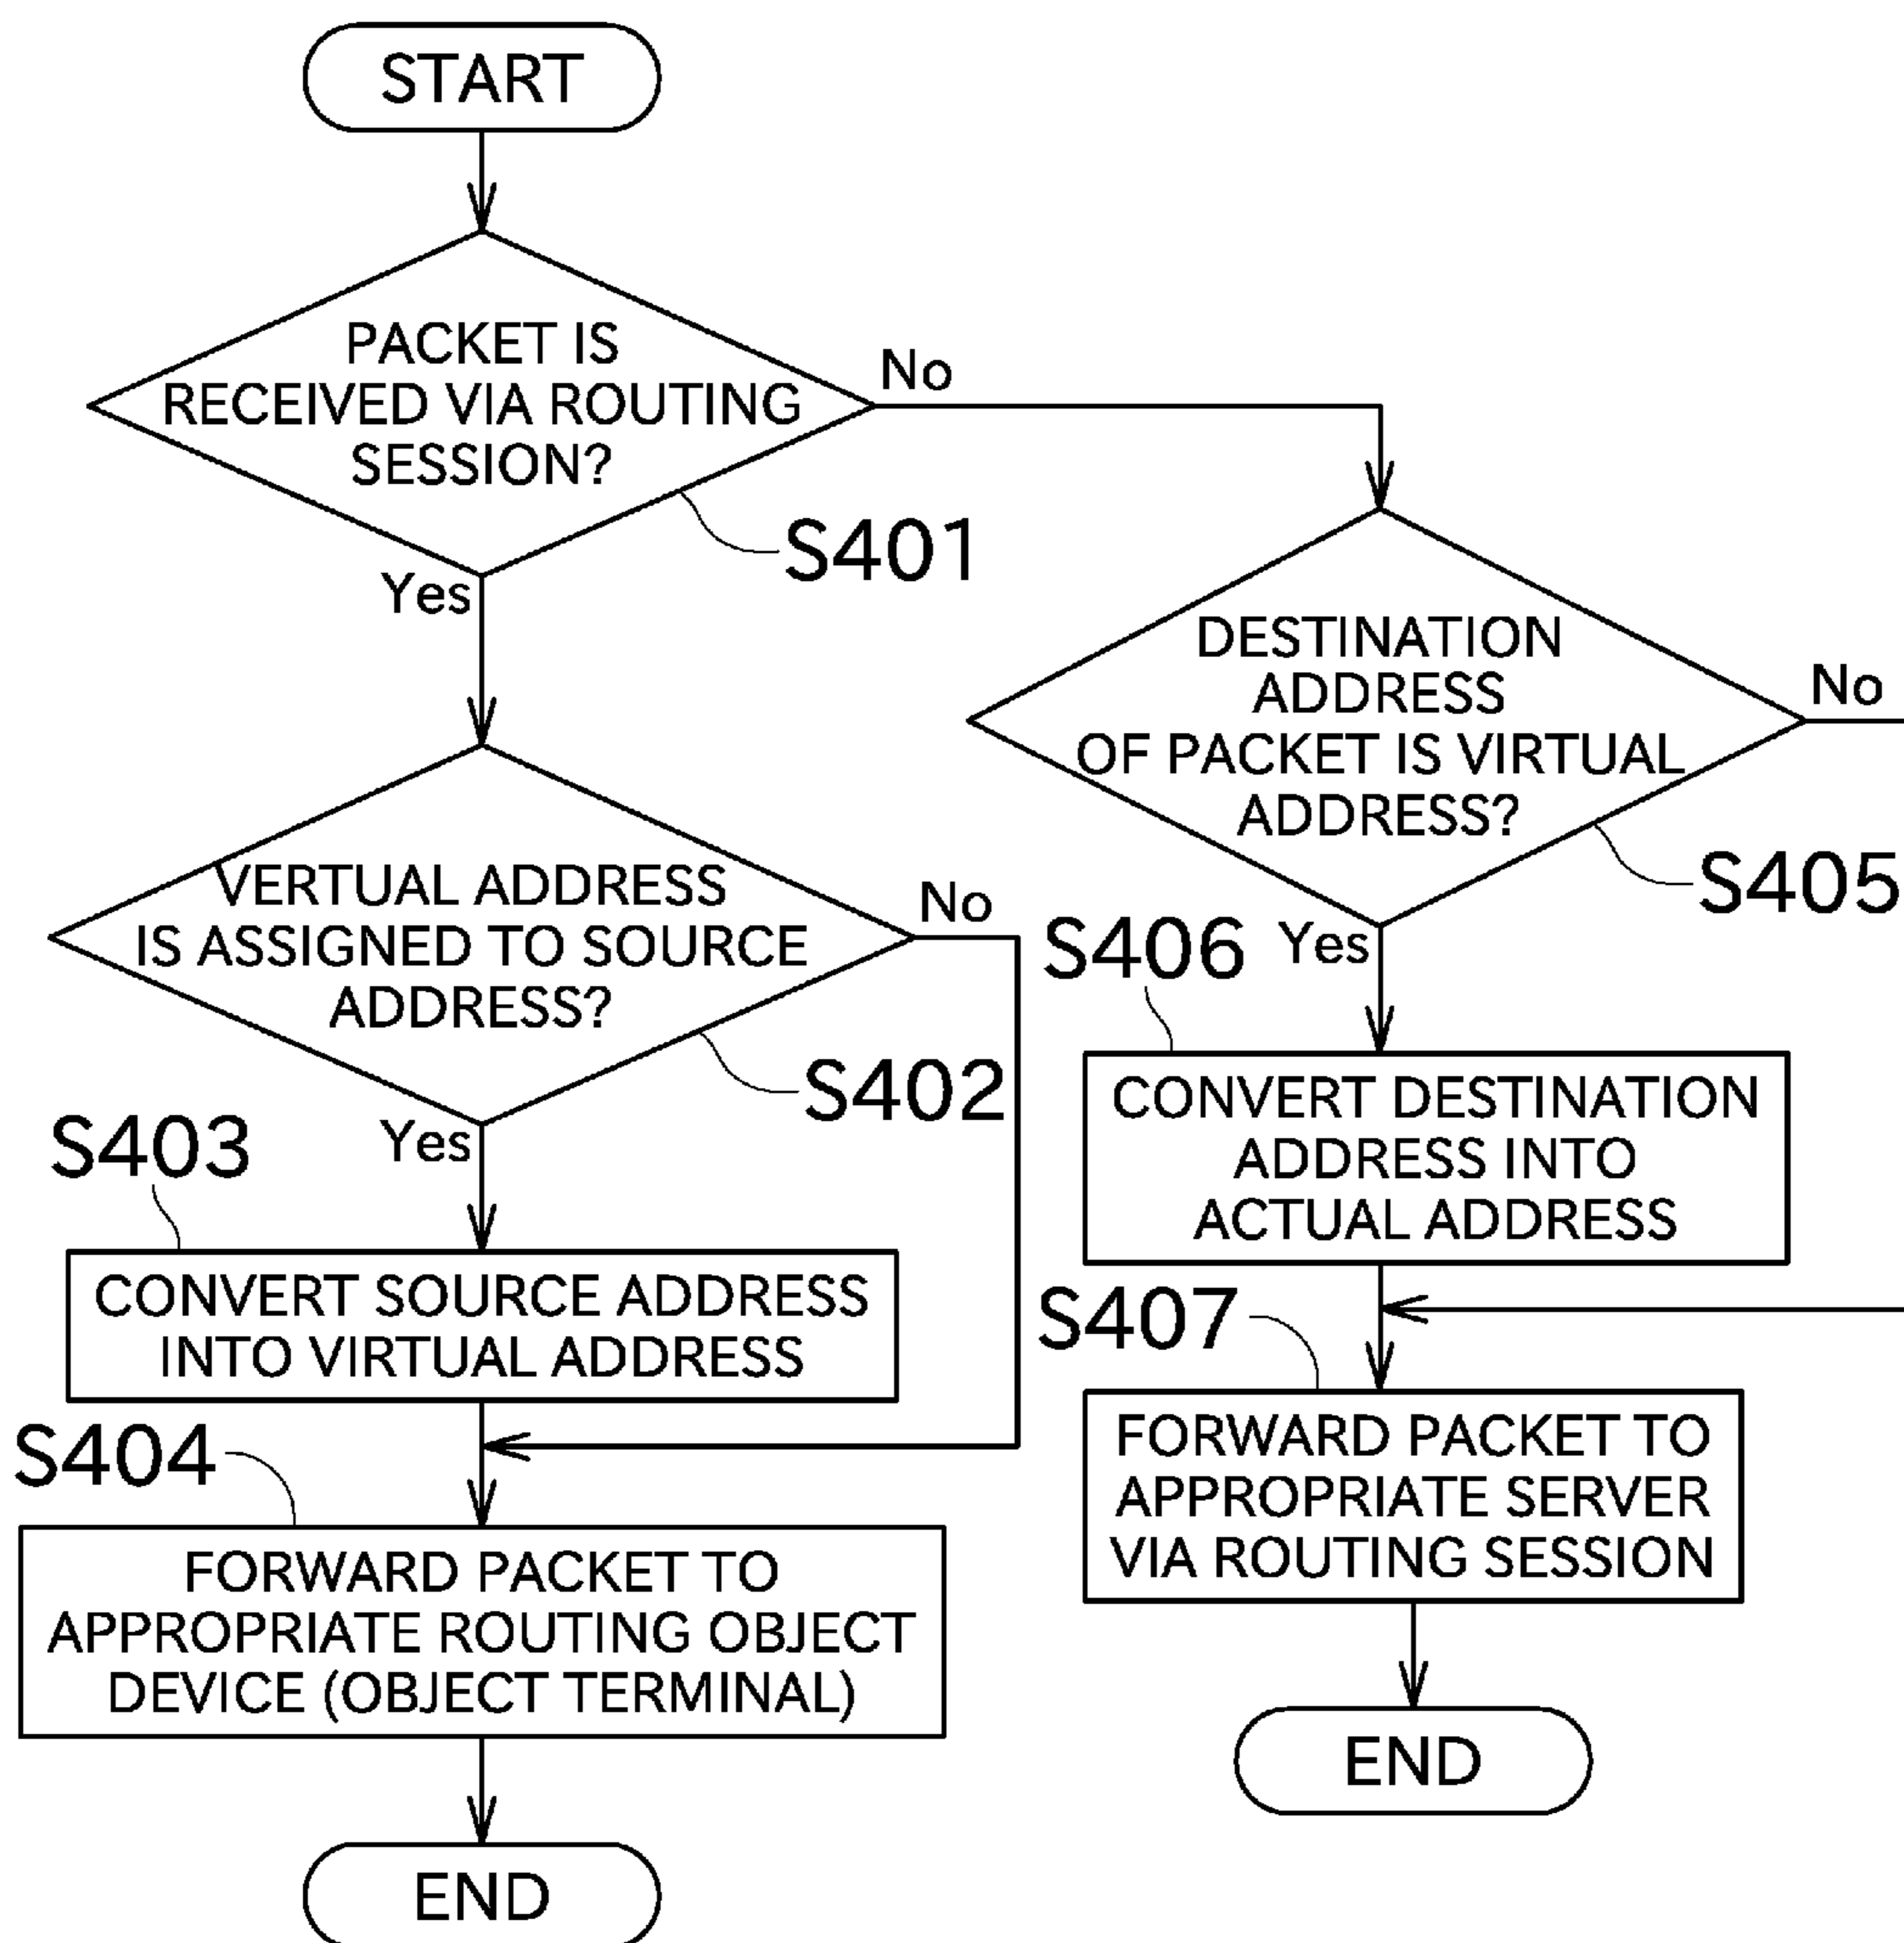 START
PACKET IS
RECEIVED VIA ROUTING
SESSION?
No
S401
Yes
VERTUAL ADDRESS
IS ASSIGNED TO SOURCE
ADDRESS?
No
S402
Yes
S403
CONVERT SOURCE ADDRESS
INTO VIRTUAL ADDRESS
S404
FORWARD PACKET TO
APPROPRIATE ROUTING OBJECT
DEVICE (OBJECT TERMINAL)
END
DESTINATION
ADDRESS
OF PACKET IS VIRTUAL
ADDRESS?
No
S405
Yes
S406
CONVERT DESTINATION
ADDRESS INTO
ACTUAL ADDRESS
S407
FORWARD PACKET TO
APPROPRIATE SERVER
VIA ROUTING SESSION
END